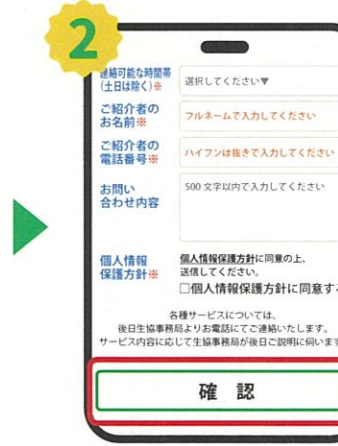 2
連絡可能な時間帯
(土日は除く)※
選択してください▼
ご紹介者の
お名前※
フルネームで入力してください
ご紹介者の
電話番号※
ハイフンは抜きで入力してください
お問い
合わせ内容
500 文字以内で入力してください
個人情報
保護方針※
個人情報保護方針に同意の上、
送信してください。
□個人情報保護方針に同意する
各種サービスについては、
後日生協事務局よりお電話にてご連絡いたします。
サービス内容に応じて生協事務局が後日ご説明に伺います
確 認